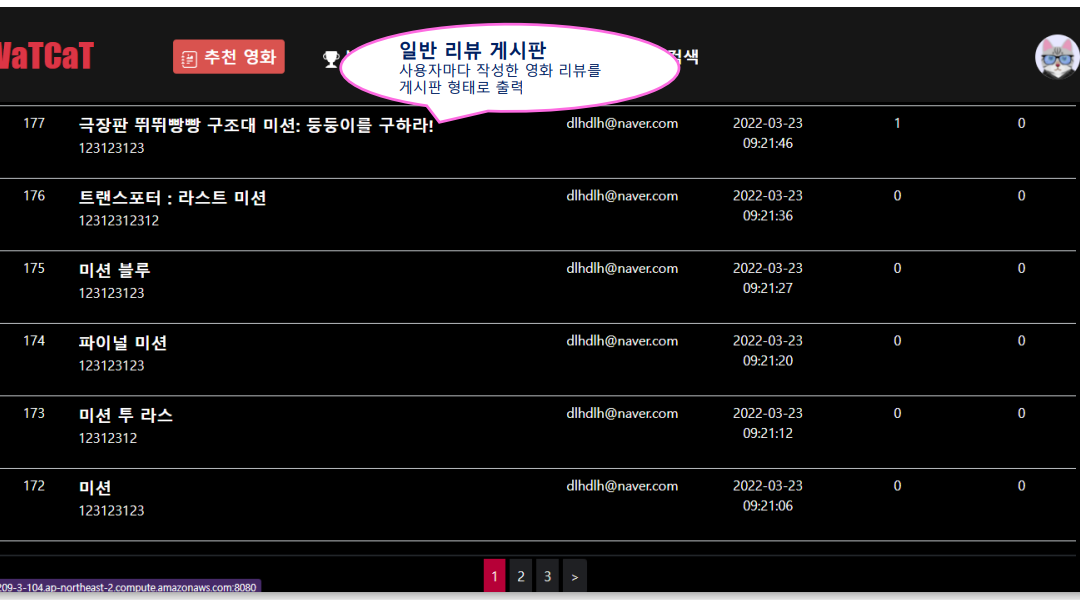 WaTCaT
추천 영화
일반 리뷰 게시판
사용자마다 작성한 영화 리뷰를
게시판 형태로 출력
177 극장판 뛰뛰빵빵 구조대 미션: 둥둥이를 구하라! dlhdlh@naver.com 2022-03-23 1 0
123123123 09:21:46
176 트랜스포터 : 라스트 미션 dlhdlh@naver.com 2022-03-23 0 0
12312312312 09:21:36
175 미션 블루 dlhdlh@naver.com 2022-03-23 0 0
123123123 09:21:27
174 파이널 미션 dlhdlh@naver.com 2022-03-23 0 0
123123123 09:21:20
173 미션 투 라스 dlhdlh@naver.com 2022-03-23 0 0
12312312 09:21:12
172 미션 dlhdlh@naver.com 2022-03-23 0 0
123123123 09:21:06
1 2 3 >
209-3-104.ap-northeast-2.compute.amazonaws.com:8080